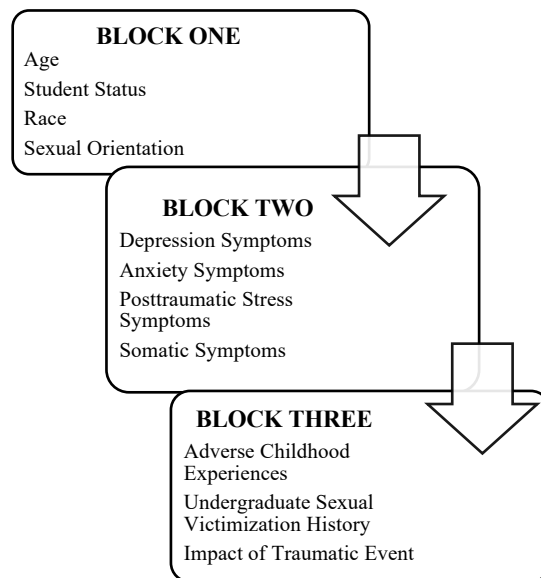 BLOCK ONE
Age
Student Status
Race
Sexual Orientation
BLOCK TWO
Depression Symptoms
Anxiety Symptoms
Posttraumatic Stress
Symptoms
Somatic Symptoms
BLOCK THREE
Adverse Childhood
Experiences
Undergraduate Sexual
Victimization History
Impact of Traumatic Event